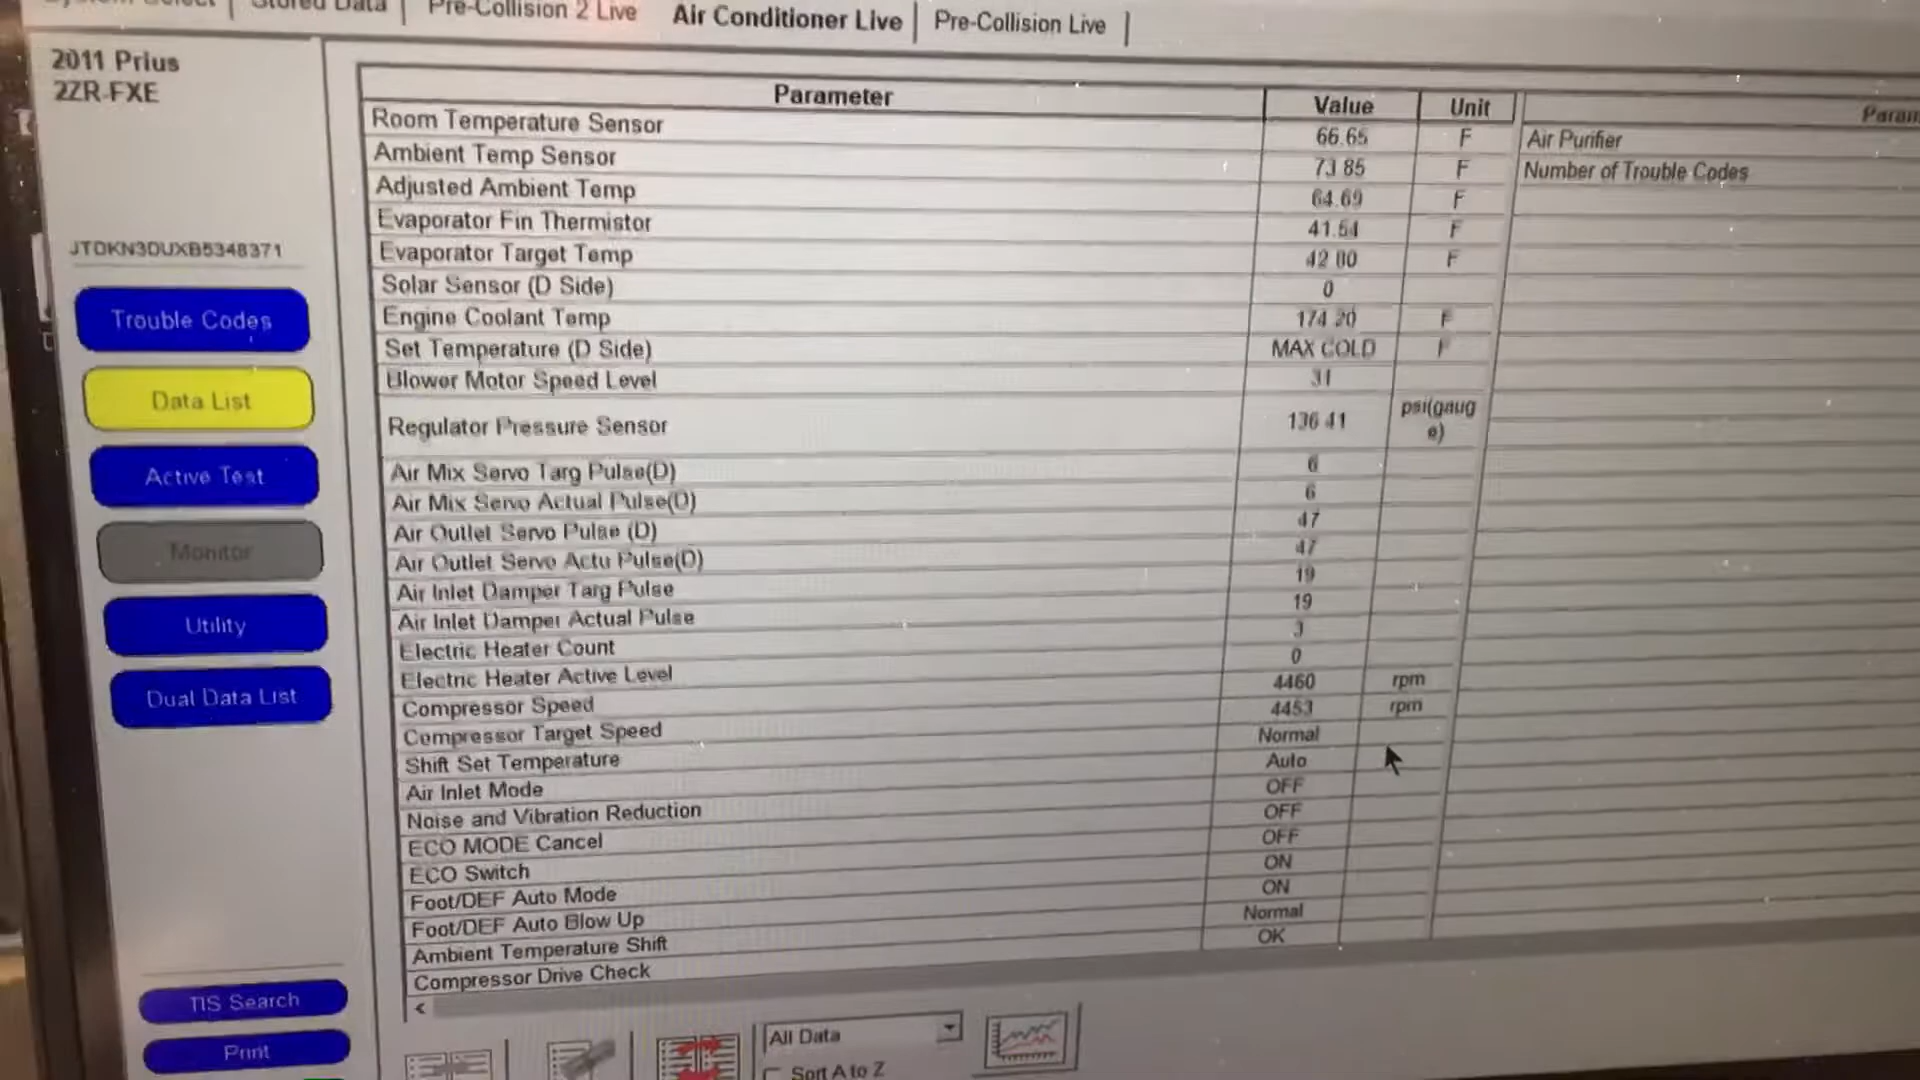 Stored Data
Pre-Collision 2 Live
Air Conditioner Live
Pre-Collision Live
2011 Prius
2ZR-FXE
JTDKN3DUXB5348371
Trouble Codes
Data List
Active Test
Monitor
Utility
Dual Data List
TIS Search
Print
Parameter Value Unit
Room Temperature Sensor 66.65 F
Ambient Temp Sensor 73.85 F
Adjusted Ambient Temp 64.69 F
Evaporator Fin Thermistor 41.54 F
Evaporator Target Temp 42.80 F
Solar Sensor (D Side) 0
Engine Coolant Temp 174.20 F
Set Temperature (D Side) MAX COLD F
Blower Motor Speed Level 31
Regulator Pressure Sensor 136.41 psi(gaug
e)
Air Mix Servo Targ Pulse(D) 6
Air Mix Servo Actual Pulse(D) 6
Air Outlet Servo Pulse (D) 47
Air Outlet Servo Actu Pulse(D) 47
Air Inlet Damper Targ Pulse 19
Air Inlet Damper Actual Pulse 19
Electric Heater Count 3
Electric Heater Active Level 0
Compressor Speed 4460 rpm
Compressor Target Speed 4453 rpm
Shift Set Temperature Normal
Air Inlet Mode Auto
Noise and Vibration Reduction OFF
ECO MODE Cancel OFF
ECO Switch OFF
Foot/DEF Auto Mode ON
Foot/DEF Auto Blow Up ON
Ambient Temperature Shift Normal
Compressor Drive Check OK
Param
Air Purifier
Number of Trouble Codes
<
All Data
Sort A to Z